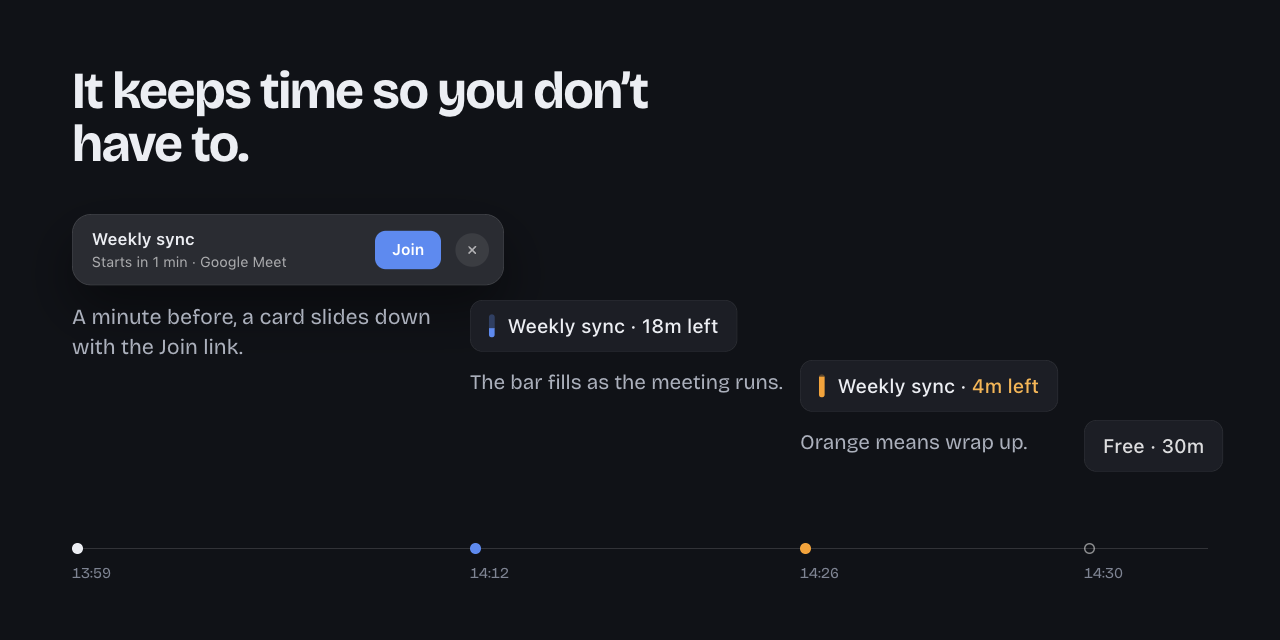 It keeps time so you don’t
have to.
Weekly sync
Starts in 1 min · Google Meet
Join
×
A minute before, a card slides down
with the Join link.
Weekly sync · 18m left
The bar fills as the meeting runs.
Weekly sync · 4m left
Orange means wrap up.
Free · 30m
13:59
14:12
14:26
14:30